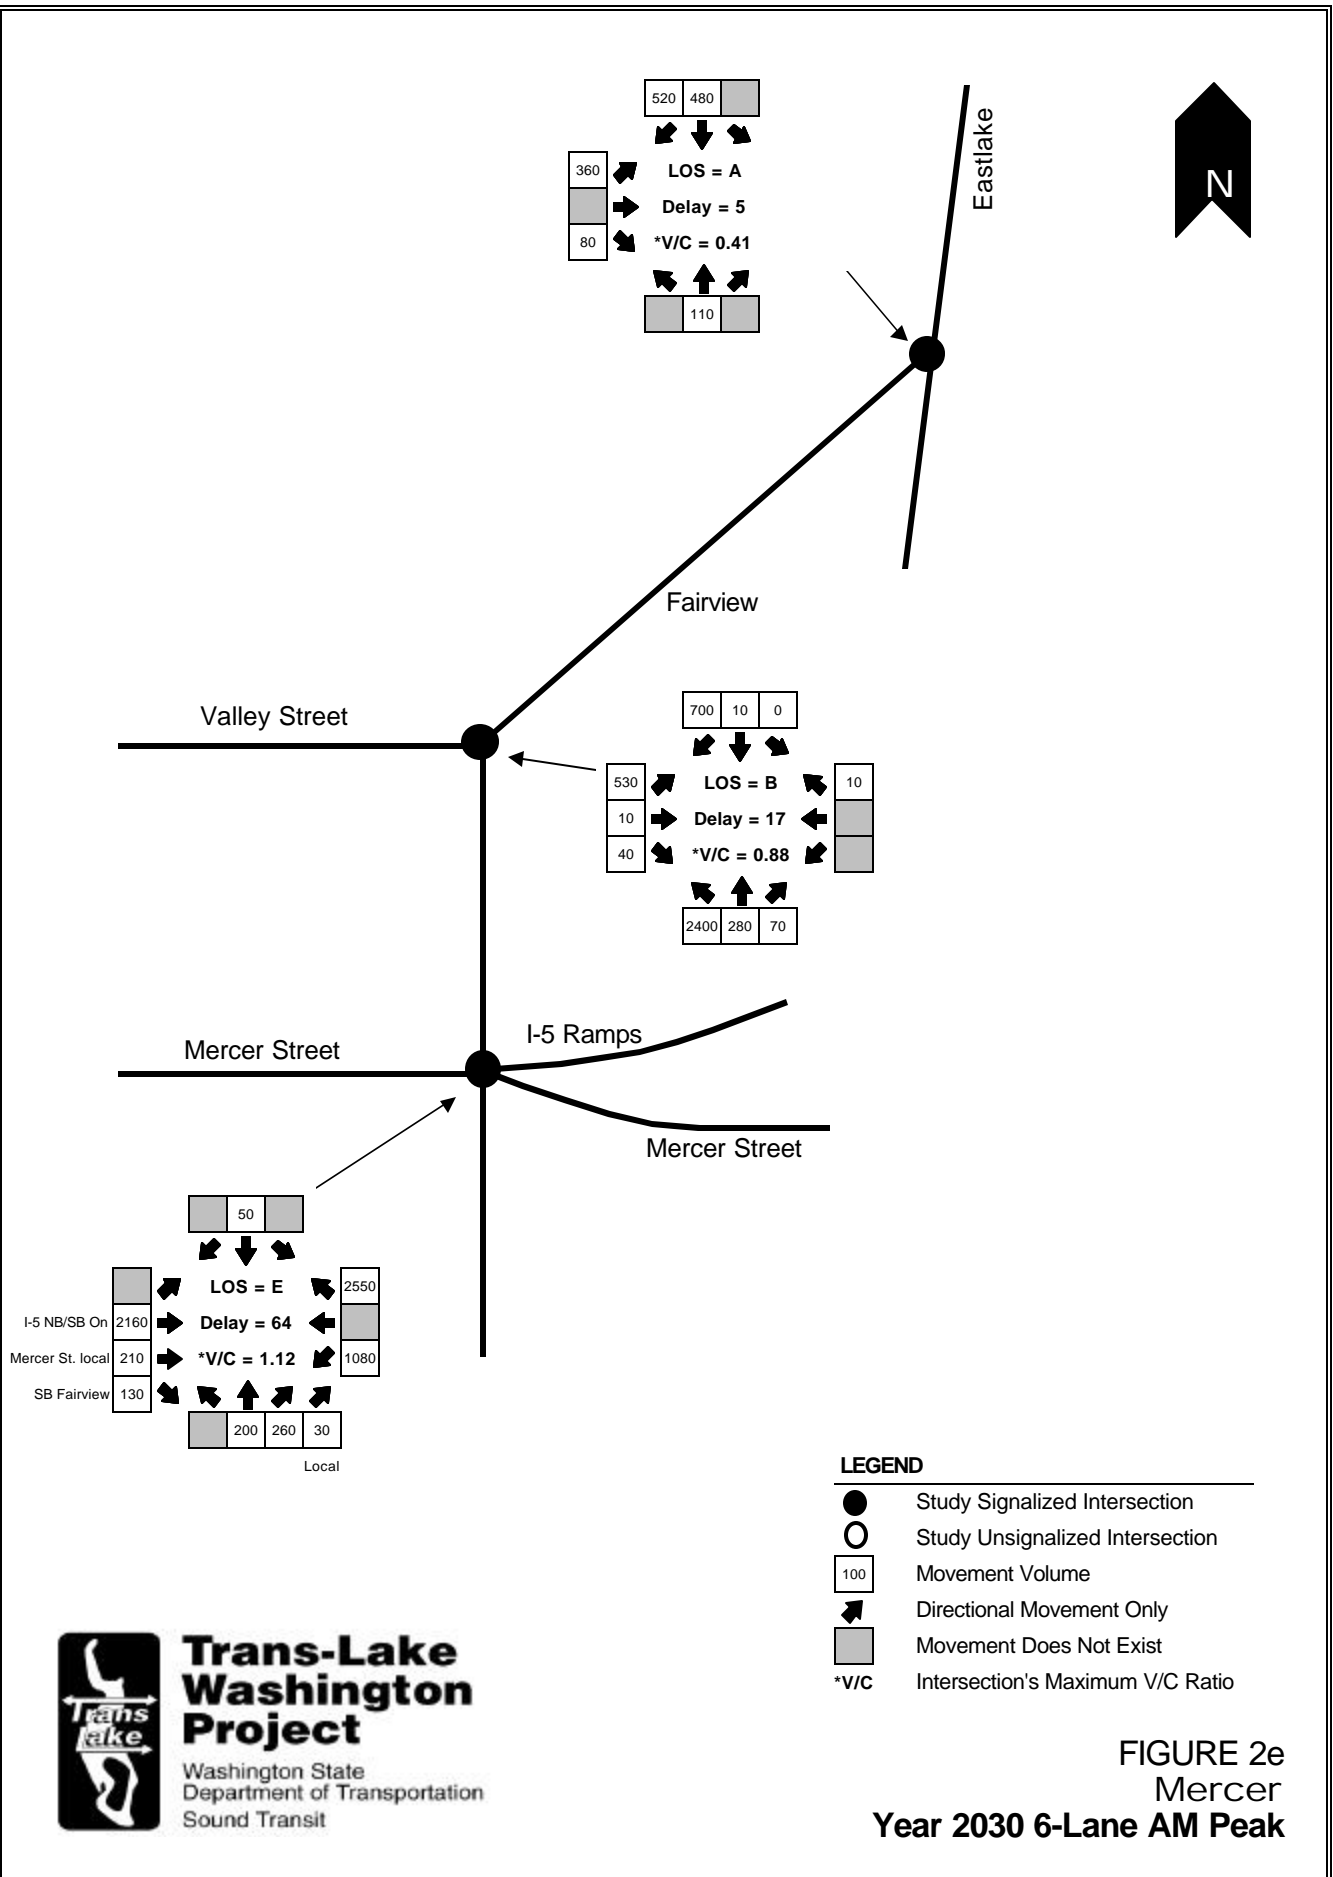 520 480
360
80
LOS = A
Delay = 5
*V/C = 0.41
110
Eastlake
N
Fairview
Valley Street
700 10 0
530
10
40
LOS = B
Delay = 17
*V/C = 0.88
10
2400 280 70
I-5 Ramps
Mercer Street
Mercer Street
50
LOS = E
Delay = 64
*V/C = 1.12
2550
1080
I-5 NB/SB On 2160
Mercer St. local 210
SB Fairview 130
200 260 30
Local
LEGEND
Study Signalized Intersection
Study Unsignalized Intersection
100 Movement Volume
Directional Movement Only
Movement Does Not Exist
*V/C Intersection's Maximum V/C Ratio
Trans
Lake
Trans-Lake
Washington
Project
Washington State
Department of Transportation
Sound Transit
FIGURE 2e
Mercer
Year 2030 6-Lane AM Peak